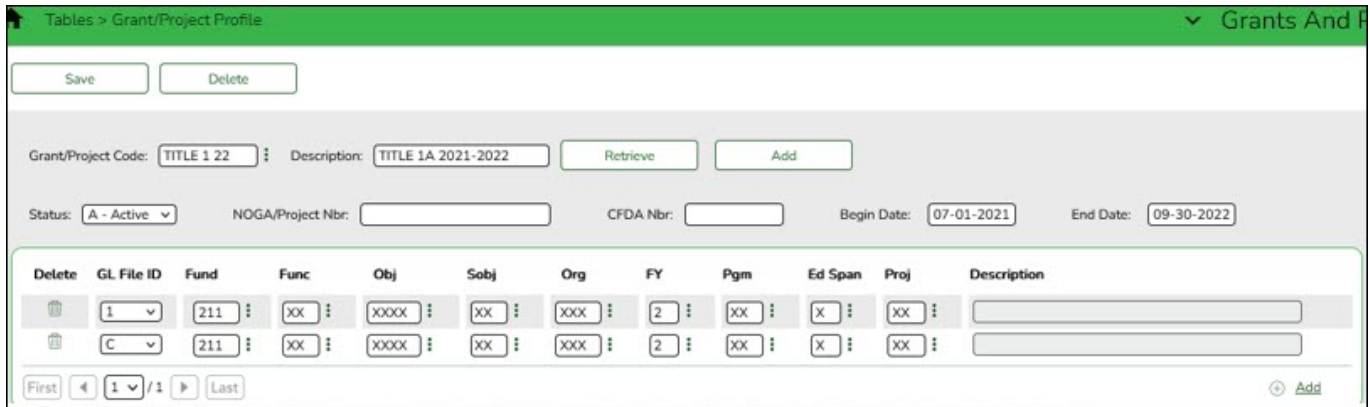 Tables > Grant/Project Profile Grants And
Save Delete
Grant/Project Code: TITLE 1 22 Description: TITLE 1A 2021-2022 Retrieve Add
Status: A - Active NOGA/Project Nbr: CFDA Nbr: Begin Date: 07-01-2021 End Date: 09-30-2022
Delete GL File ID Fund Func Obj Sobj Org FY Pgm Ed Span Proj Description
1 211 XX XXXX XX XXX 2 XX X XX
C 211 XX XXXX XX XXX 2 XX X XX
First 1 / 1 Last Add